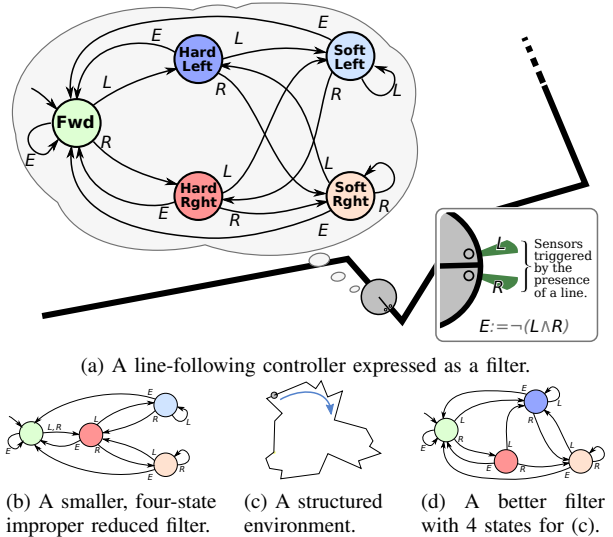 E
E
L
Hard
Left
Soft
Left
L
R
R
L
Fwd
R
E
L
L
Hard
Rght
E
R
Soft
Rght
R
E
L
R
Sensors
triggered
by the
presence
of a line.
E:=¬(L∧R)
(a) A line-following controller expressed as a filter.
E
L,R
L
R
L
E
E
L
R
R
E
(b) A smaller, four-state
improper reduced filter.
(c) A structured
environment.
E
E
L
R
L
R
L
E
E
R
R
E
(d) A better filter
with 4 states for (c).